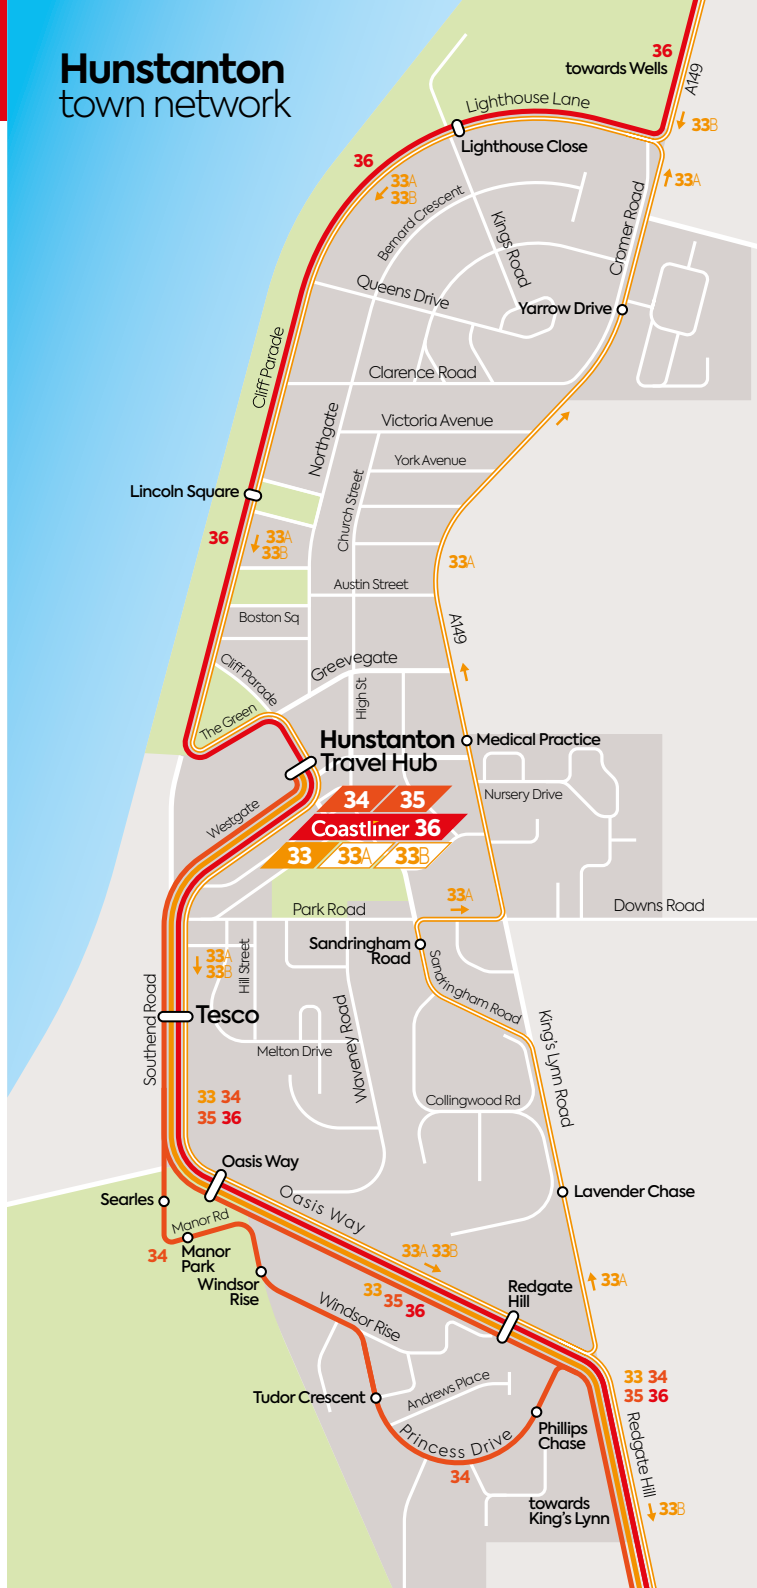 Hunstanton
town network
36
towards Wells
A149
Lighthouse Lane
33B
Lighthouse Close
36
33A
33B
33A
Bernard Crescent
Kings Road
Cromer Road
Queens Drive
Yarrow Drive
Cliff Parade
Clarence Road
Northgate
Victoria Avenue
York Avenue
Church Street
Lincoln Square
36
33A
33B
33A
Austin Street
Boston Sq
A149
Greevegate
Cliff Parade
High St
The Green
Hunstanton
Travel Hub
Medical Practice
34 35
Coastliner 36
33 33A 33B
Nursery Drive
Westgate
33A
Park Road
Downs Road
Sandringham
Road
Hill Street
33A
33B
Sandringham Road
Southend Road
Tesco
Waveney Road
King's Lynn Road
Melton Drive
33 34
35 36
Collingwood Rd
Oasis Way
Searles
Oasis Way
Lavender Chase
Manor Rd
34
Manor
Park
33A 33B
Windsor
Rise
33A
33
35
36
Redgate
Hill
Windsor Rise
33 34
35 36
Tudor Crescent
Andrews Place
Phillips
Chase
Princess Drive
Redgate Hill
34
towards
King's Lynn
33B